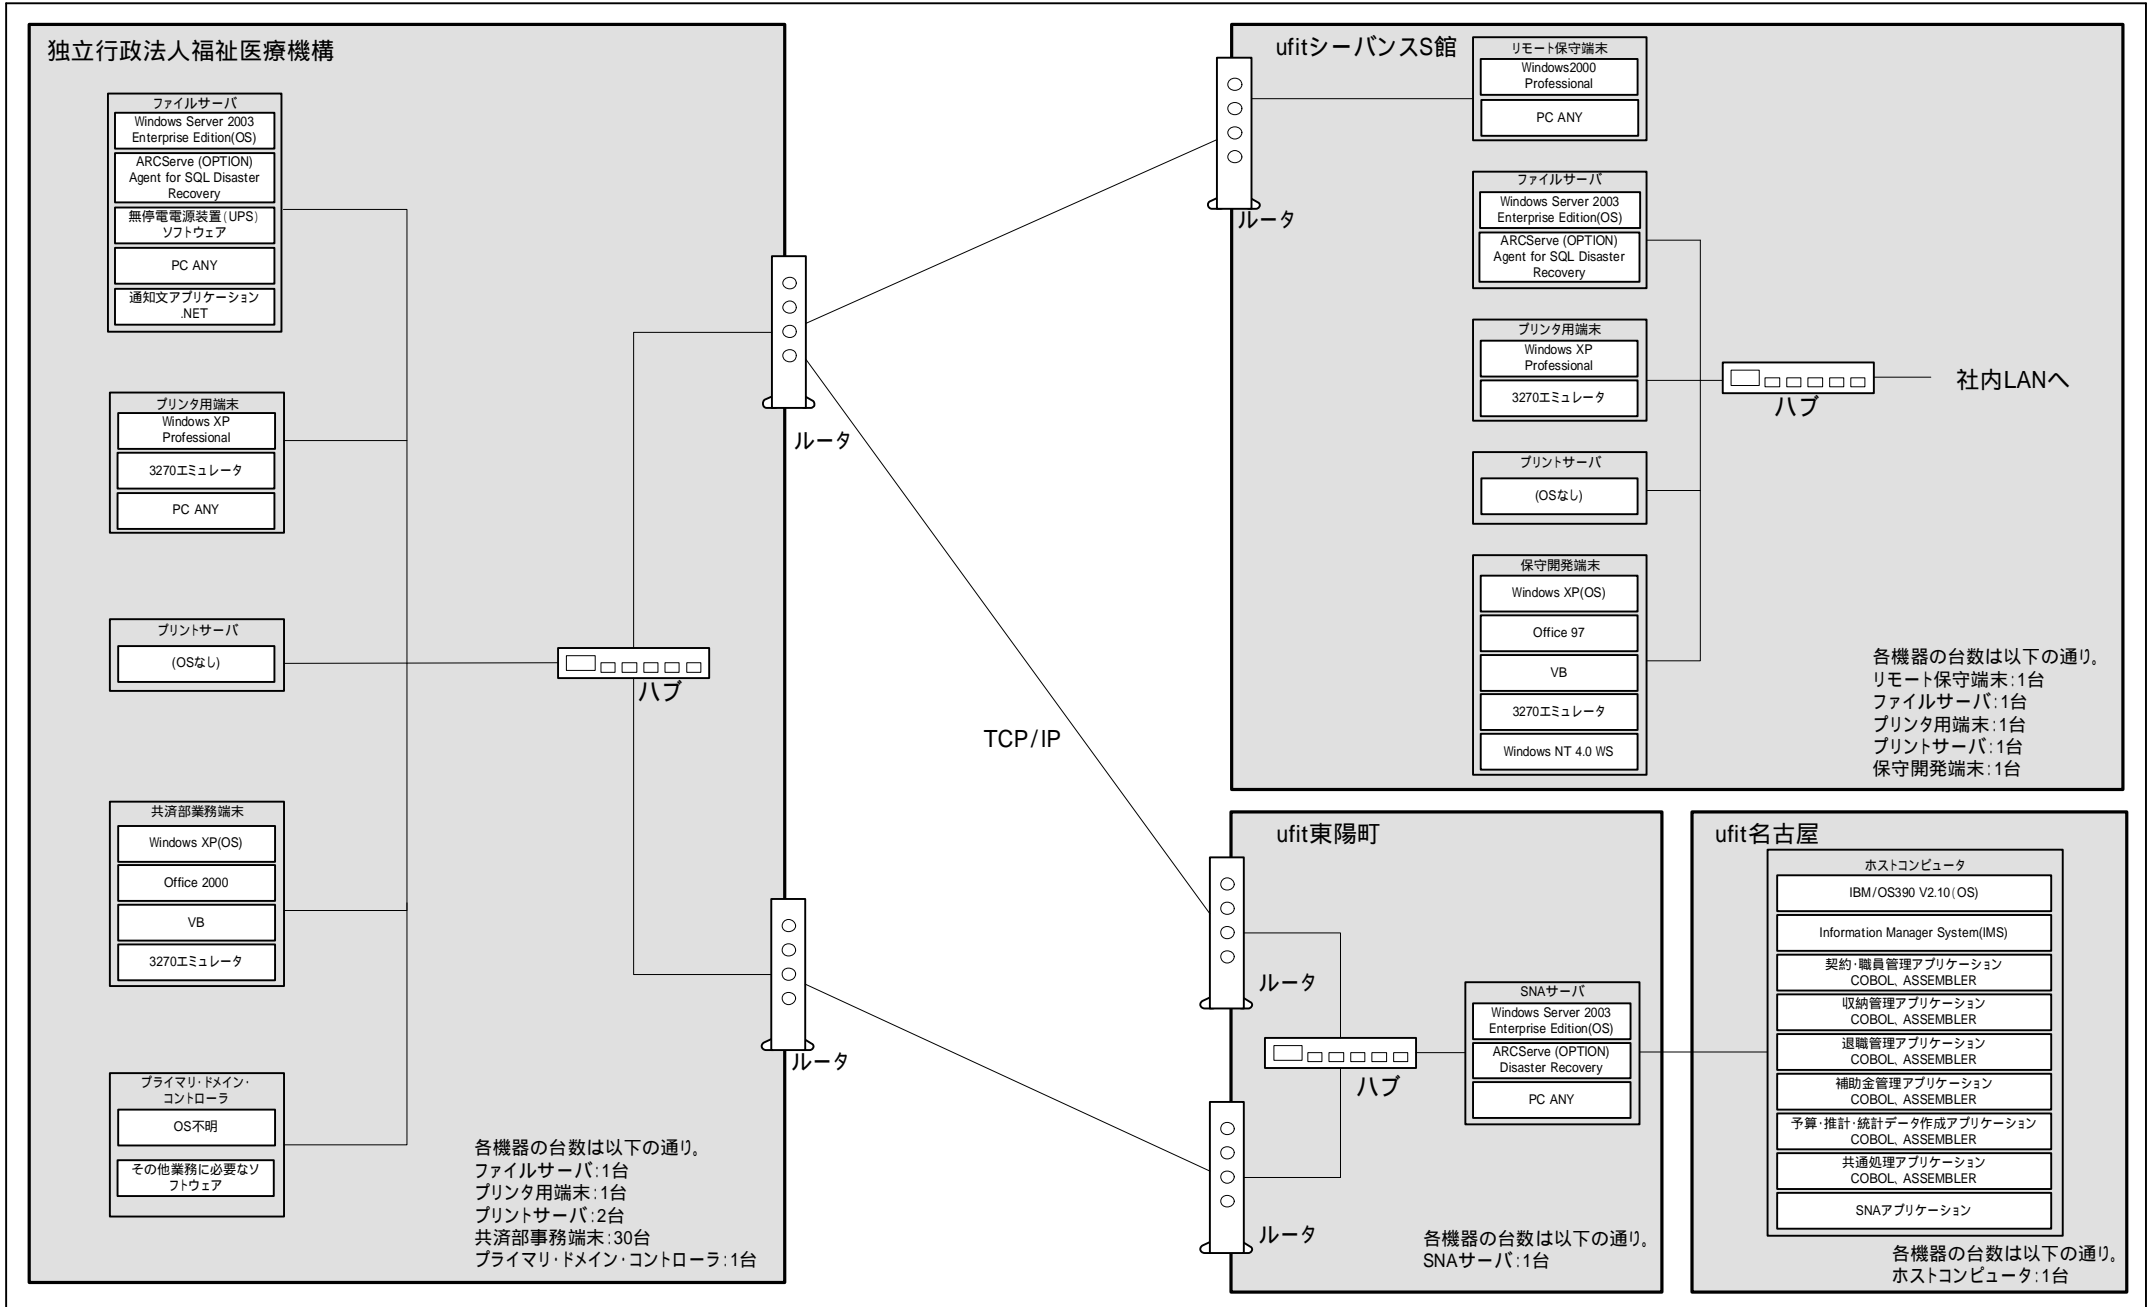 独立行政法人福祉医療機構
ファイルサーバ
Windows Server 2003
Enterprise Edition(OS)
ARCServe (OPTION)
Agent for SQL Disaster
Recovery
無停電電源装置(UPS)
ソフトウェア
PC ANY
通知文アプリケーション
.NET
プリンタ用端末
Windows XP
Professional
3270エミュレータ
PC ANY
プリントサーバ
(OSなし)
共済部業務端末
Windows XP(OS)
Office 2000
VB
3270エミュレータ
プライマリ・ドメイン・
コントローラ
OS不明
その他業務に必要なソ
フトウェア
ハブ
ルータ
ルータ
各機器の台数は以下の通り。
ファイルサーバ:1台
プリンタ用端末:1台
プリントサーバ:2台
共済部事務端末:30台
プライマリ・ドメイン・コントローラ:1台
TCP/IP
ufitシーバンスS館
ルータ
リモート保守端末
Windows2000
Professional
PC ANY
ファイルサーバ
Windows Server 2003
Enterprise Edition(OS)
ARCServe (OPTION)
Agent for SQL Disaster
Recovery
プリンタ用端末
Windows XP
Professional
3270エミュレータ
プリントサーバ
(OSなし)
保守開発端末
Windows XP(OS)
Office 97
VB
3270エミュレータ
Windows NT 4.0 WS
ハブ
社内LANへ
各機器の台数は以下の通り。
リモート保守端末:1台
ファイルサーバ:1台
プリンタ用端末:1台
プリントサーバ:1台
保守開発端末:1台
ufit東陽町
ルータ
ハブ
ルータ
SNAサーバ
Windows Server 2003
Enterprise Edition(OS)
ARCServe (OPTION)
Disaster Recovery
PC ANY
各機器の台数は以下の通り。
SNAサーバ:1台
ufit名古屋
ホストコンピュータ
IBM/OS390 V2.10(OS)
Information Manager System(IMS)
契約・職員管理アプリケーション
COBOL、ASSEMBLER
収納管理アプリケーション
COBOL、ASSEMBLER
退職管理アプリケーション
COBOL、ASSEMBLER
補助金管理アプリケーション
COBOL、ASSEMBLER
予算・推計・統計データ作成アプリケーション
COBOL、ASSEMBLER
共通処理アプリケーション
COBOL、ASSEMBLER
SNAアプリケーション
各機器の台数は以下の通り。
ホストコンピュータ:1台